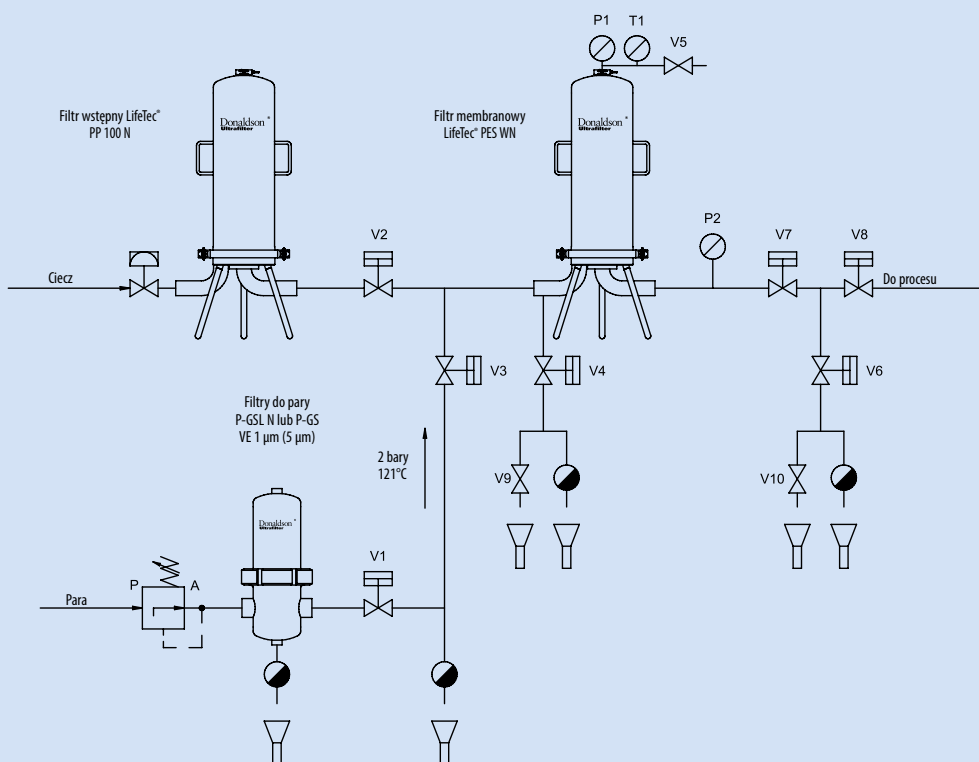 P1
T1
V5
Filtr wstępny LifeTec®
PP 100 N
Donaldson®
Ultrafilter
Filtr membranowy
LifeTec® PES WN
Donaldson®
Ultrafilter
V2
P2
V7
V8
Ciecz
Do procesu
V3
V4
V6
Filtry do pary
P-GSL N lub P-GS
VE 1 µm (5 µm)
2 bary
121°C
V9
V10
Donaldson®
Ultrafilter
V1
P
A
Para